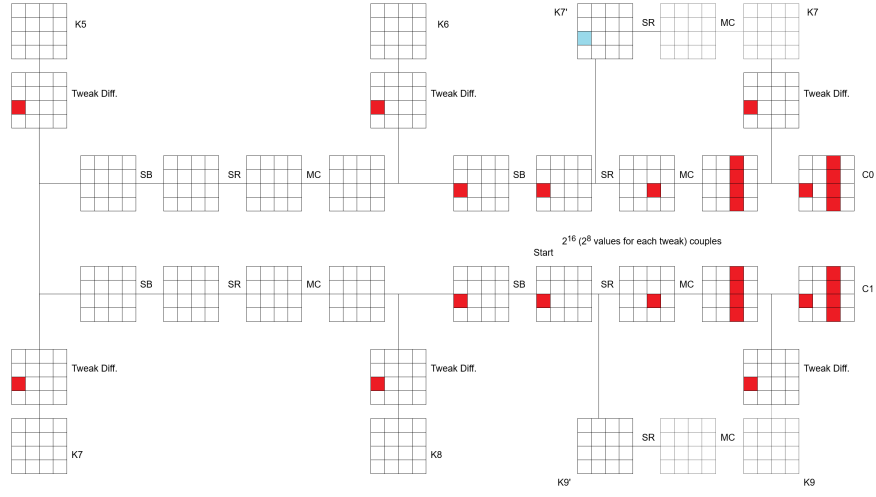 K5
K6
K7'
SR
MC
K7
Tweak Diff.
Tweak Diff.
Tweak Diff.
SB
SR
MC
SB
SR
MC
C0
2^16 (2^8 values for each tweak) couples
Start
SB
SR
MC
SB
SR
MC
C1
Tweak Diff.
Tweak Diff.
Tweak Diff.
K7
K8
SR
MC
K9'
K9